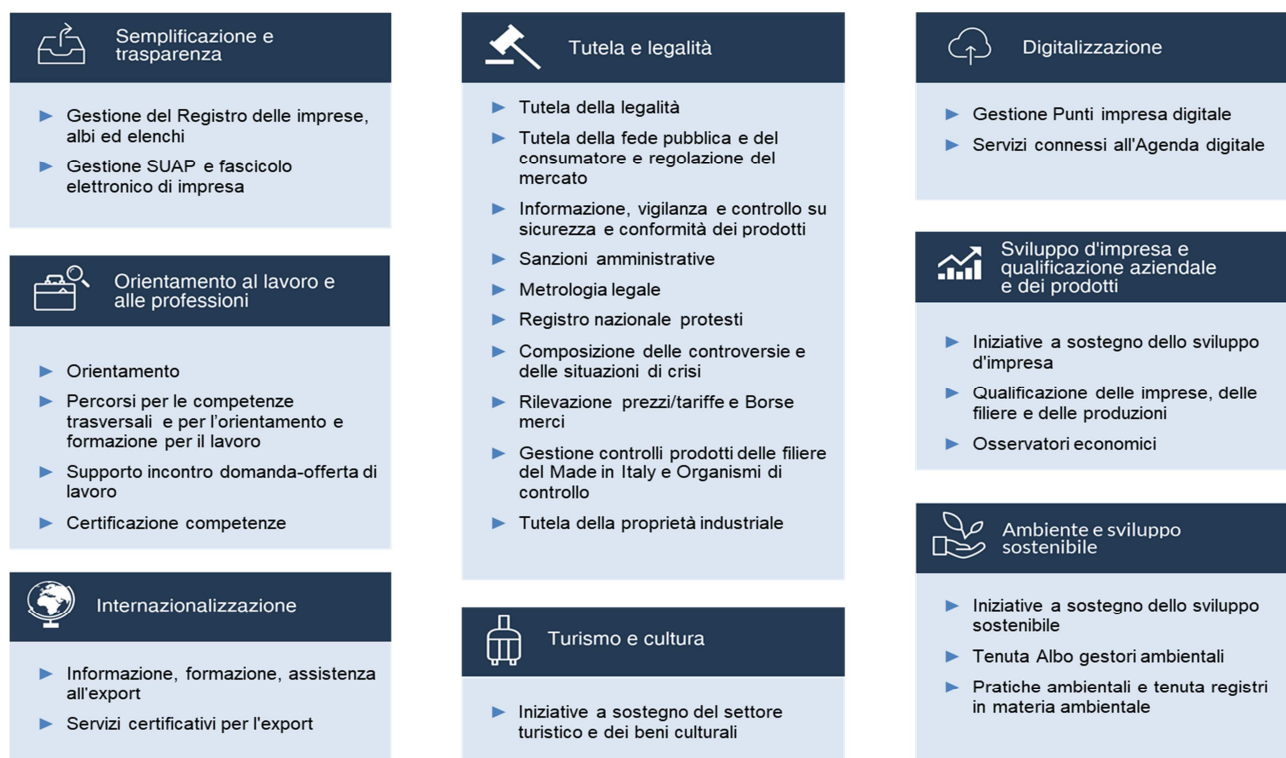 Semplificazione e
trasparenza
Gestione del Registro delle imprese,
albi ed elenchi
Gestione SUAP e fascicolo
elettronico di impresa
Orientamento al lavoro e
alle professioni
Orientamento
Percorsi per le competenze
trasversali e per l'orientamento e
formazione per il lavoro
Supporto incontro domanda-offerta di
lavoro
Certificazione competenze
Internazionalizzazione
Informazione, formazione, assistenza
all'export
Servizi certificativi per l'export
Tutela e legalità
Tutela della legalità
Tutela della fede pubblica e del
consumatore e regolazione del
mercato
Informazione, vigilanza e controllo su
sicurezza e conformità dei prodotti
Sanzioni amministrative
Metrologia legale
Registro nazionale protesti
Composizione delle controversie e
delle situazioni di crisi
Rilevazione prezzi/tariffe e Borse
merci
Gestione controlli prodotti delle filiere
del Made in Italy e Organismi di
controllo
Tutela della proprietà industriale
Turismo e cultura
Iniziative a sostegno del settore
turistico e dei beni culturali
Digitalizzazione
Gestione Punti impresa digitale
Servizi connessi all'Agenda digitale
Sviluppo d'impresa e
qualificazione aziendale
e dei prodotti
Iniziative a sostegno dello sviluppo
d'impresa
Qualificazione delle imprese, delle
filiere e delle produzioni
Osservatori economici
Ambiente e sviluppo
sostenibile
Iniziative a sostegno dello sviluppo
sostenibile
Tenuta Albo gestori ambientali
Pratiche ambientali e tenuta registri
in materia ambientale